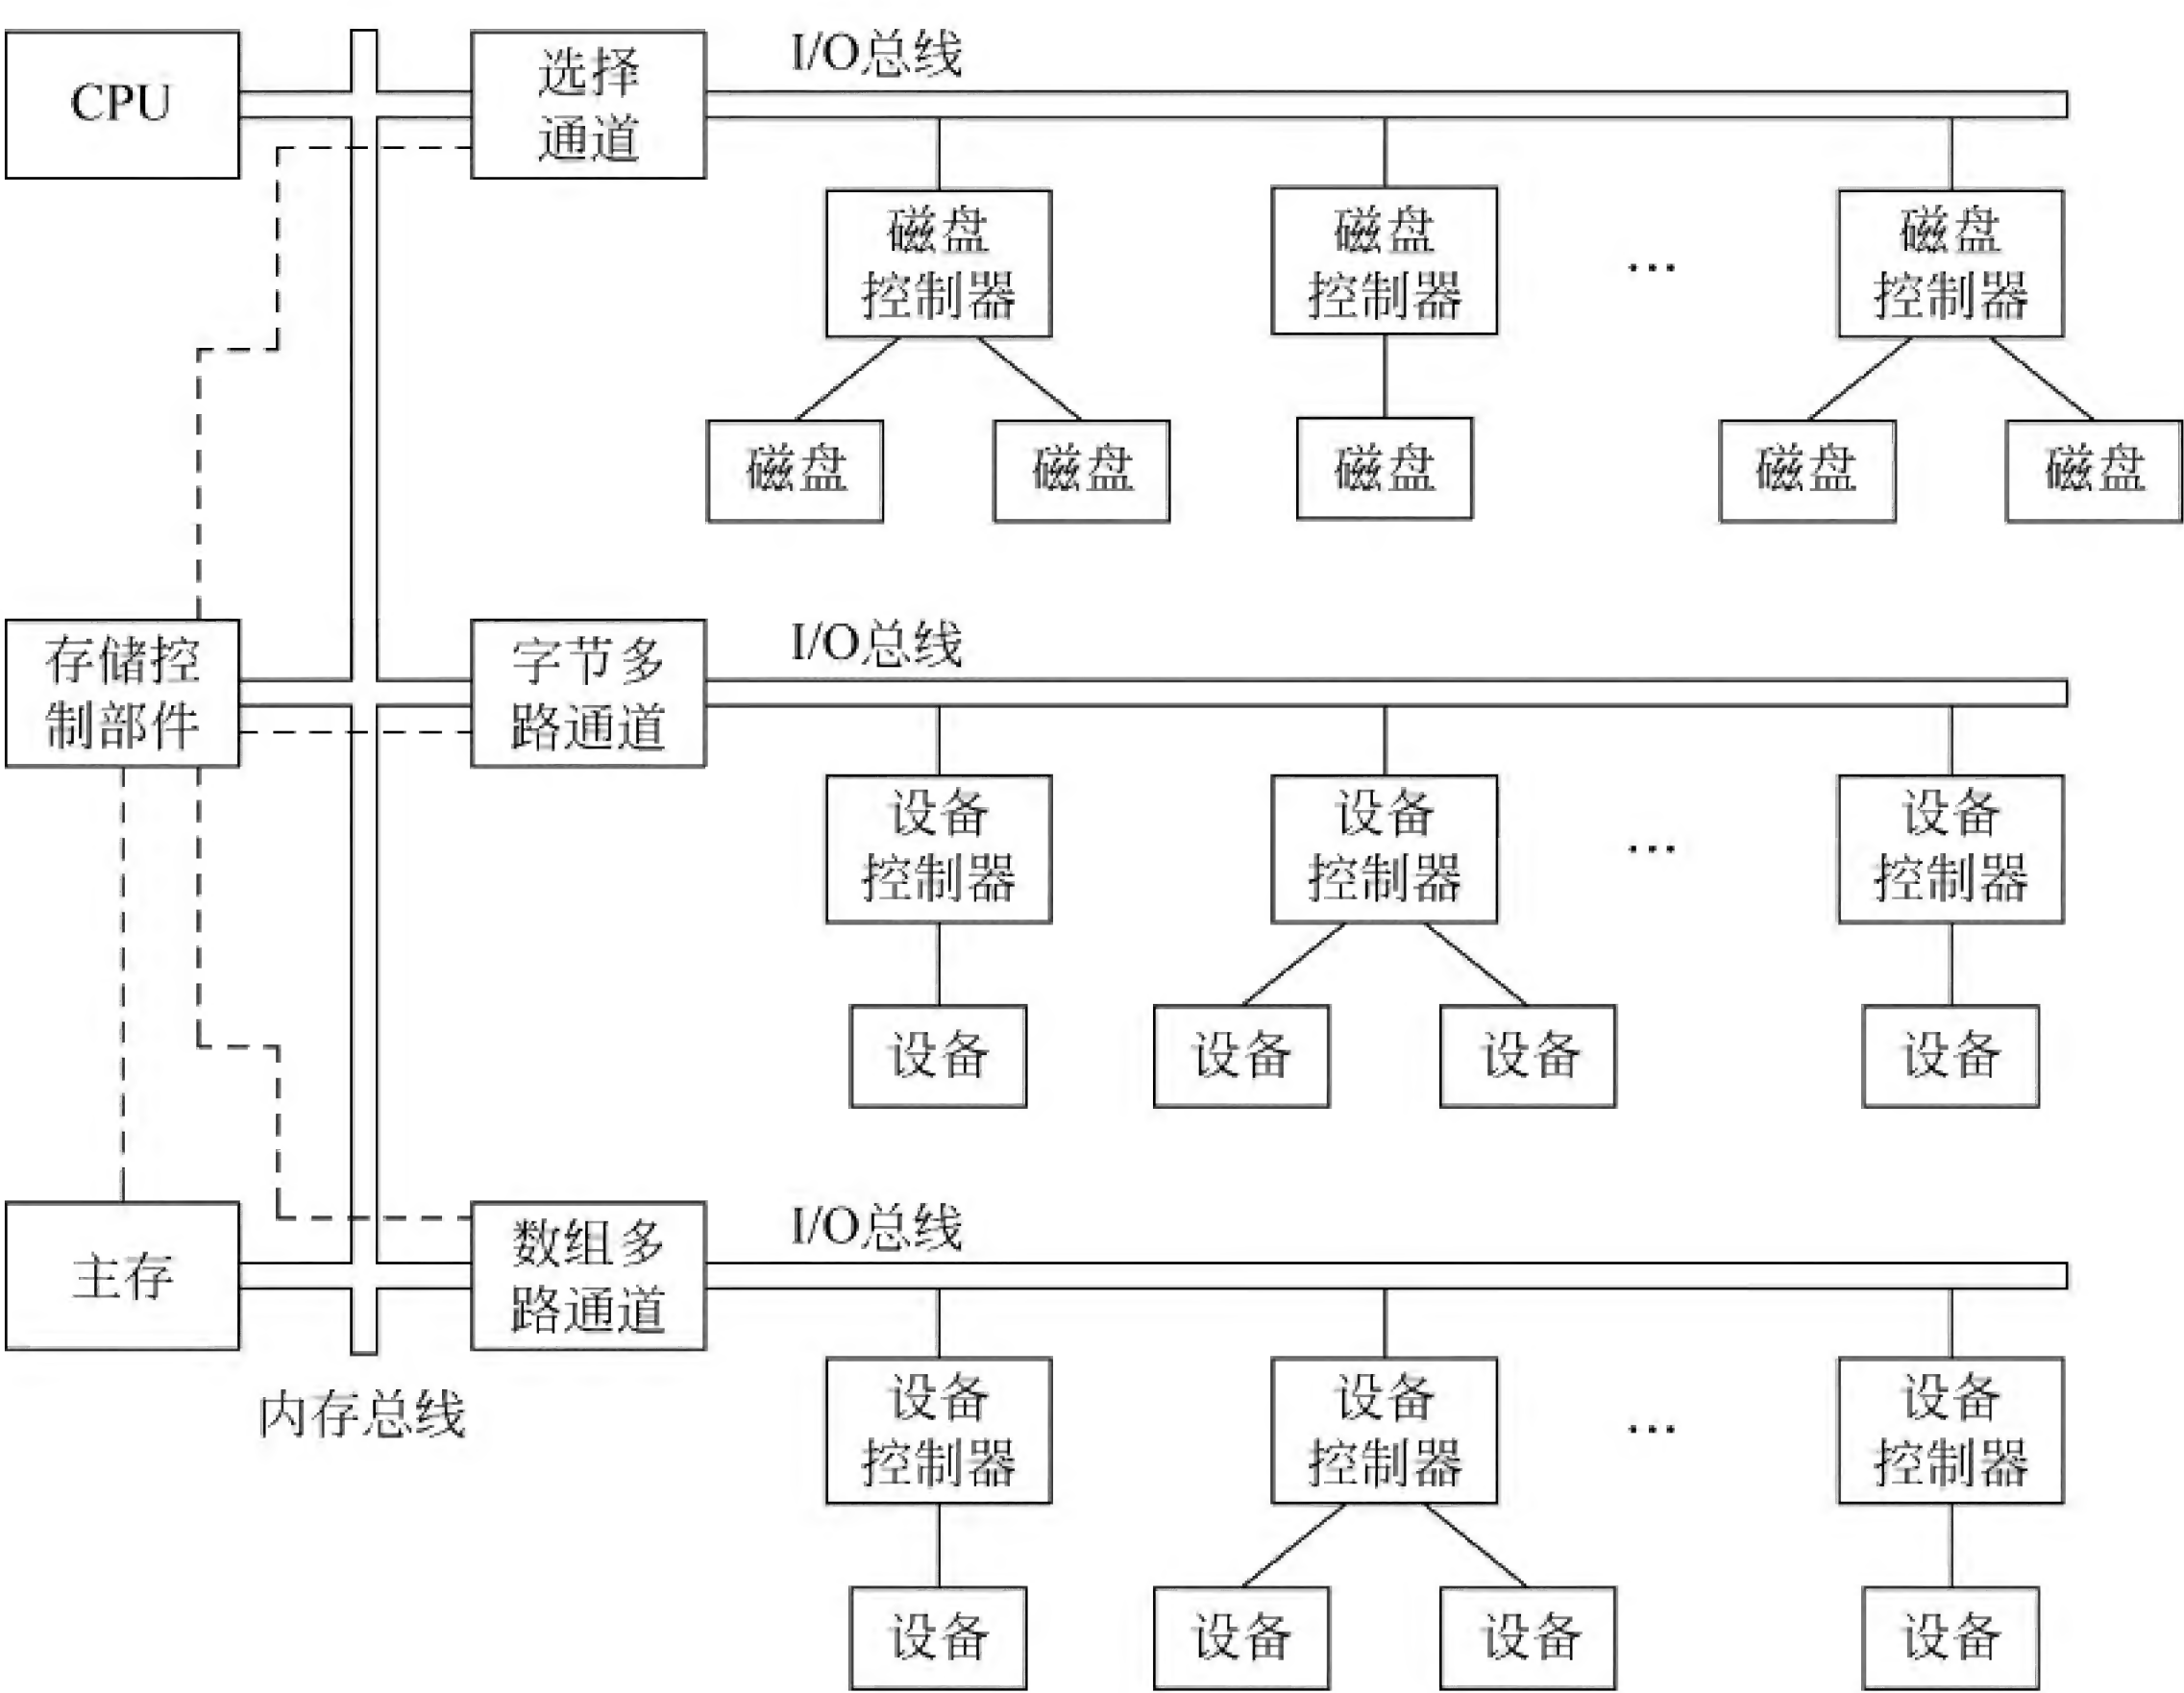 CPU
选择
通道
I/O总线
磁盘
控制器
磁盘
控制器
...
磁盘
控制器
磁盘
磁盘
磁盘
磁盘
磁盘
存储控
制部件
字节多
路通道
I/O总线
设备
控制器
设备
控制器
...
设备
控制器
设备
设备
设备
设备
主存
数组多
路通道
I/O总线
内存总线
设备
控制器
设备
控制器
...
设备
控制器
设备
设备
设备
设备